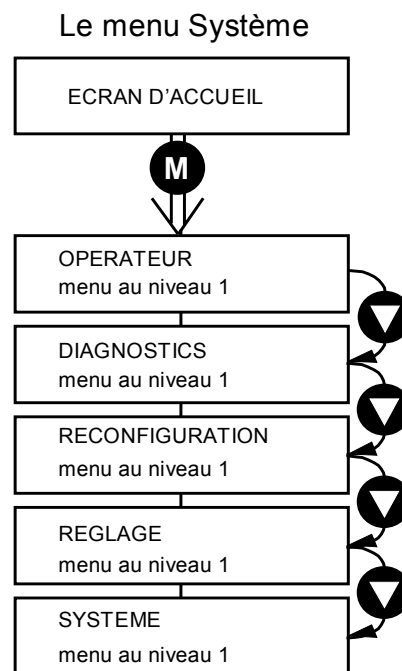 Le menu Système
ECRAN D'ACCUEIL
M
OPERATEUR
menu au niveau 1
DIAGNOSTICS
menu au niveau 1
RECONFIGURATION
menu au niveau 1
REGLAGE
menu au niveau 1
SYSTEME
menu au niveau 1